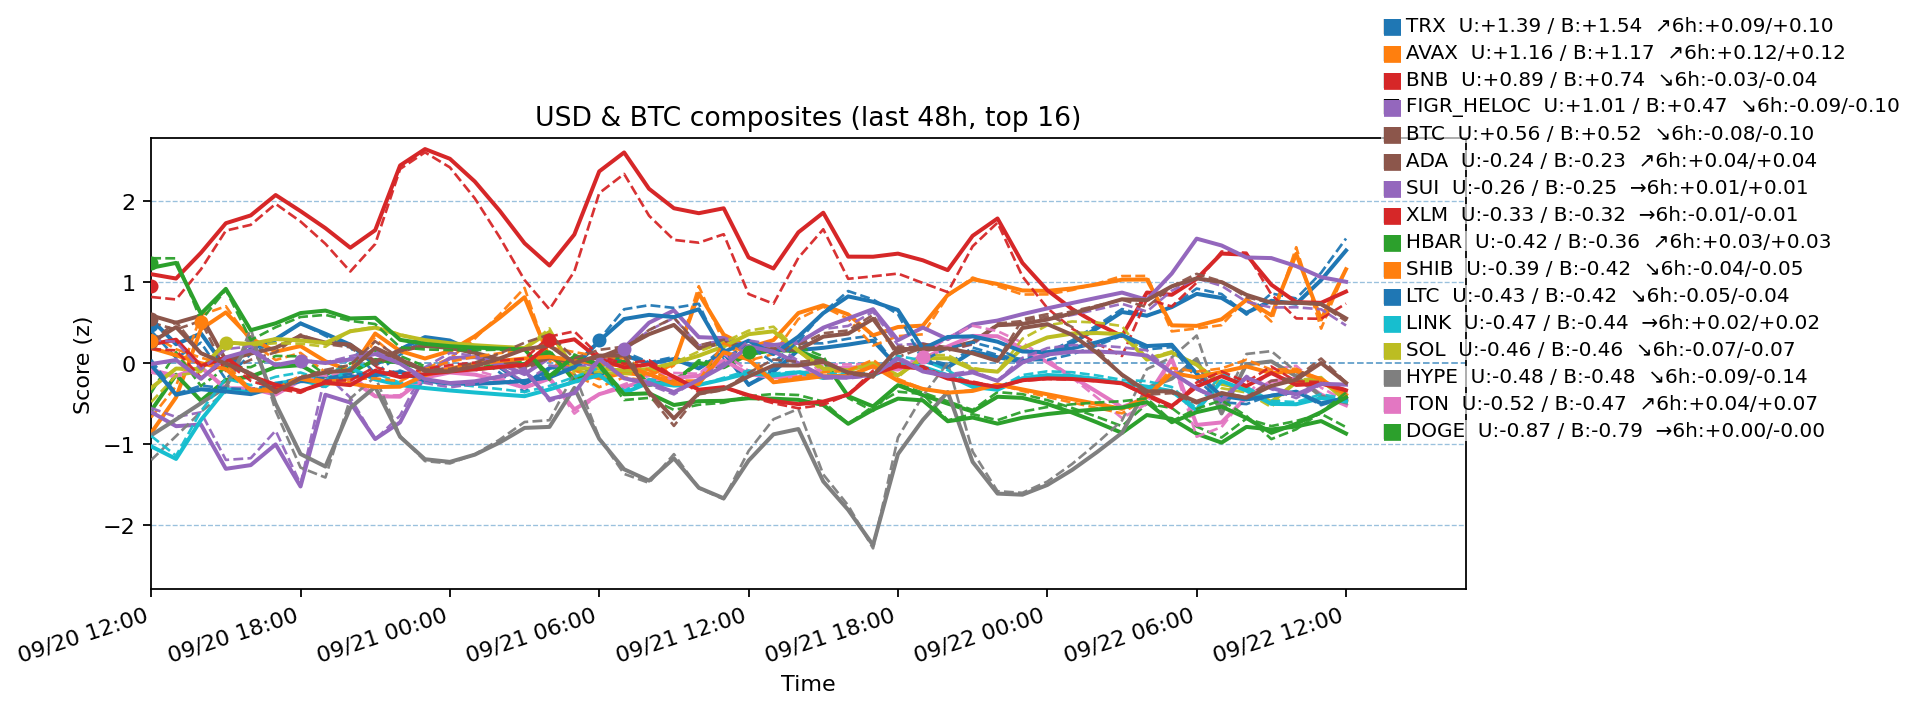 TRX  U:+1.39 / B:+1.54  ↗6h:+0.09/+0.10
AVAX  U:+1.16 / B:+1.17  ↗6h:+0.12/+0.12
BNB  U:+0.89 / B:+0.74  ↘6h:-0.03/-0.04
FIGR_HELOC  U:+1.01 / B:+0.47  ↘6h:-0.09/-0.10
BTC  U:+0.56 / B:+0.52  ↘6h:-0.08/-0.10
ADA  U:-0.24 / B:-0.23  ↗6h:+0.04/+0.04
SUI  U:-0.26 / B:-0.25  →6h:+0.01/+0.01
XLM  U:-0.33 / B:-0.32  →6h:-0.01/-0.01
HBAR  U:-0.42 / B:-0.36  ↗6h:+0.03/+0.03
SHIB  U:-0.39 / B:-0.42  ↘6h:-0.04/-0.05
LTC  U:-0.43 / B:-0.42  ↘6h:-0.05/-0.04
LINK  U:-0.47 / B:-0.44  →6h:+0.02/+0.02
SOL  U:-0.46 / B:-0.46  ↘6h:-0.07/-0.07
HYPE  U:-0.48 / B:-0.48  ↘6h:-0.09/-0.14
TON  U:-0.52 / B:-0.47  ↗6h:+0.04/+0.07
DOGE  U:-0.87 / B:-0.79  →6h:+0.00/-0.00
USD & BTC composites (last 48h, top 16)
Score (z)
2
1
0
−1
−2
09/20 12:00
09/20 18:00
09/21 00:00
09/21 06:00
09/21 12:00
09/21 18:00
09/22 00:00
09/22 06:00
09/22 12:00
Time